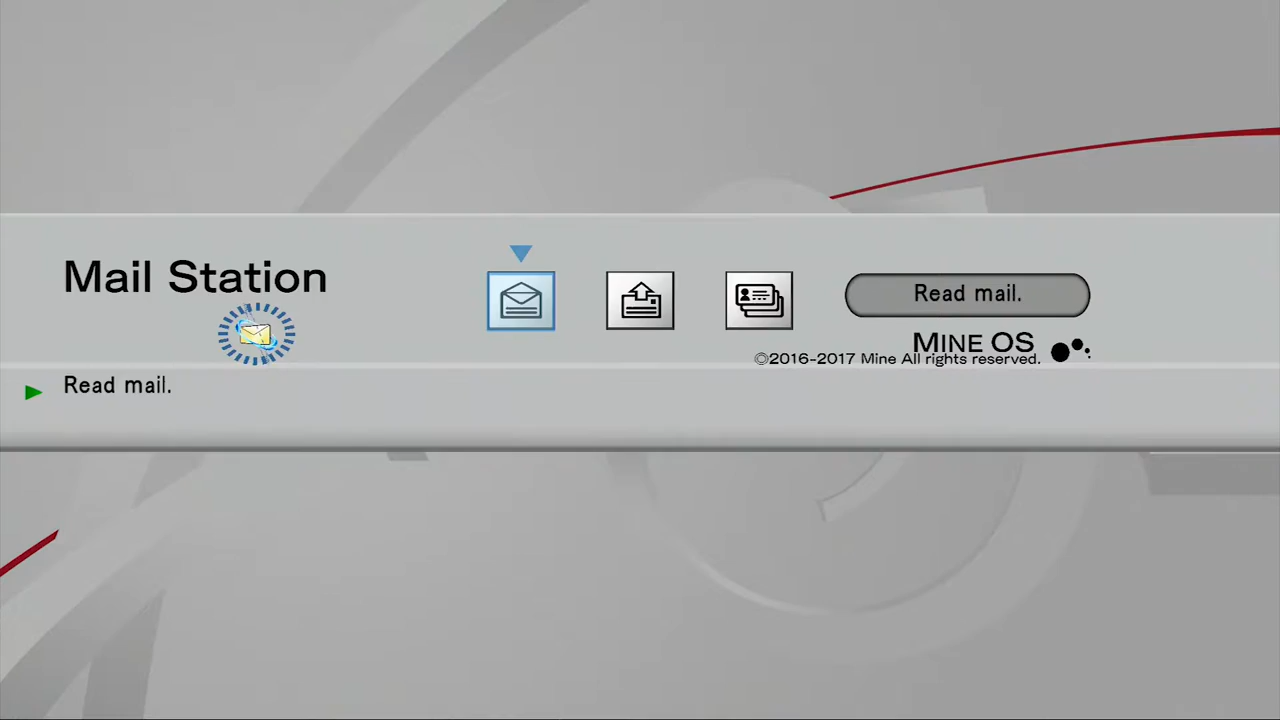 Mail Station
Read mail.
MINE OS
©2016-2017 Mine All rights reserved.
Read mail.